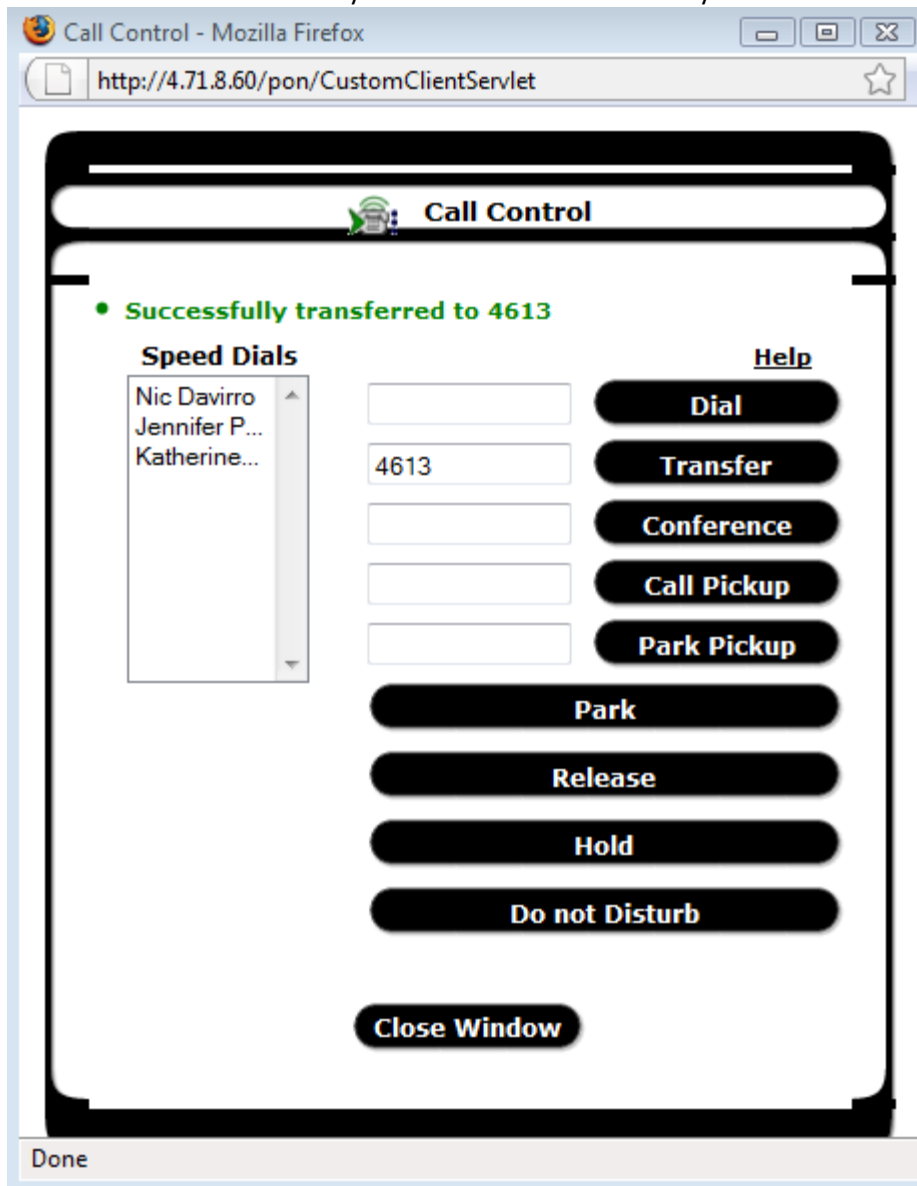 Call Control - Mozilla Firefox
http://4.71.8.60/pon/CustomClientServlet
Call Control
Successfully transferred to 4613
Speed Dials
Help
Nic Davirro
Jennifer P...
Katherine...
Dial
4613
Transfer
Conference
Call Pickup
Park Pickup
Park
Release
Hold
Do not Disturb
Close Window
Done